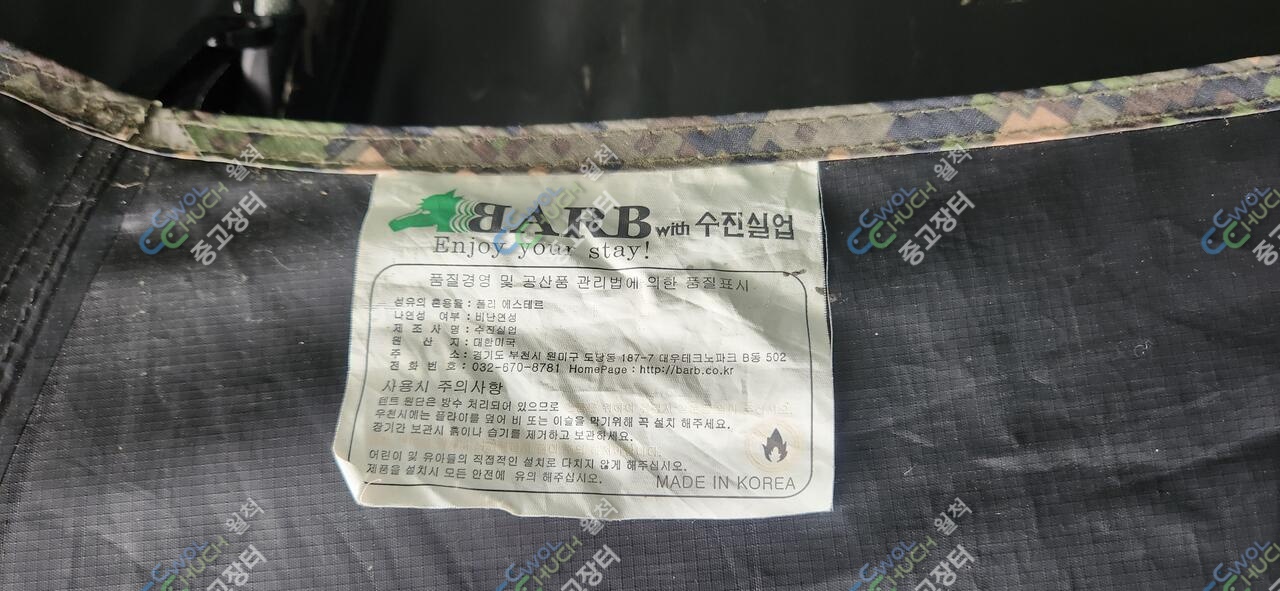 BARB with 수진실업
Enjoy your stay!
품질경영 및 공산품 관리법에 의한 품질표시
섬유의 혼용율 : 폴리 에스테르
나연성 여부 : 비난연성
제 조 사 명 : 수진실업
원 산 지 : 대한미국
주 소 : 경기도 부천시 원미구 도낭동 187-7 대우테크노파크 B동 502
전 화 번 호 : 032-670-8781 HomePage : http://barb.co.kr
사용시 주의사항
텐트 원단은 방수 처리되어 있으므로
우천시에는 플라이를 덮어 비 또는 이슬을 막기위해 꼭 설치 해주세요.
장기간 보관시 흙이나 습기를 제거하고 보관하세요.
어린이 및 유아들의 직접적인 설치로 다치지 않게 해주십시오.
제품을 설치시 모든 안전에 유의 해주십시오.
MADE IN KOREA
CWOL CHUCH 월척 중고장터